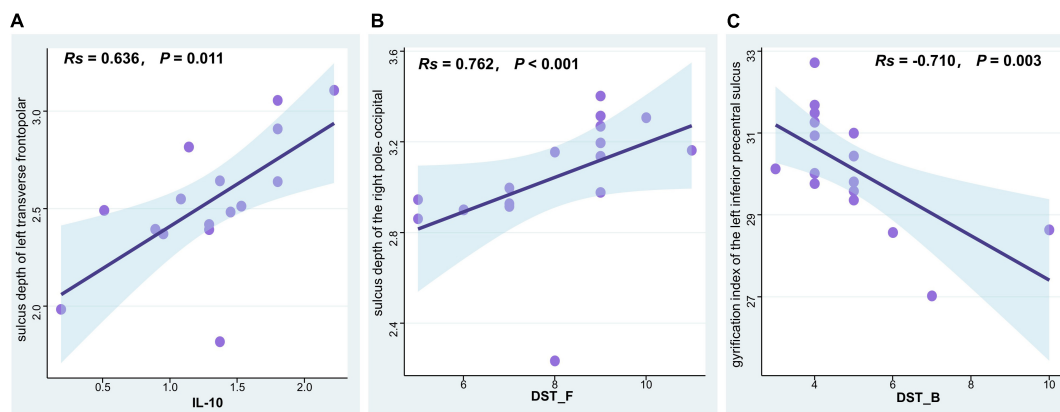 A
Rs = 0.636, P = 0.011
sulcus depth of left transverse frontopolar
3.0
2.5
2.0
0.5 1.0 1.5 2.0
IL-10
B
Rs = 0.762, P < 0.001
sulcus depth of the right pole- occipital
3.6
3.2
2.8
2.4
6 8 10
DST_F
C
Rs = -0.710, P = 0.003
gyrification index of the left inferior precentral sulcus
33
31
29
27
4 6 8 10
DST_B